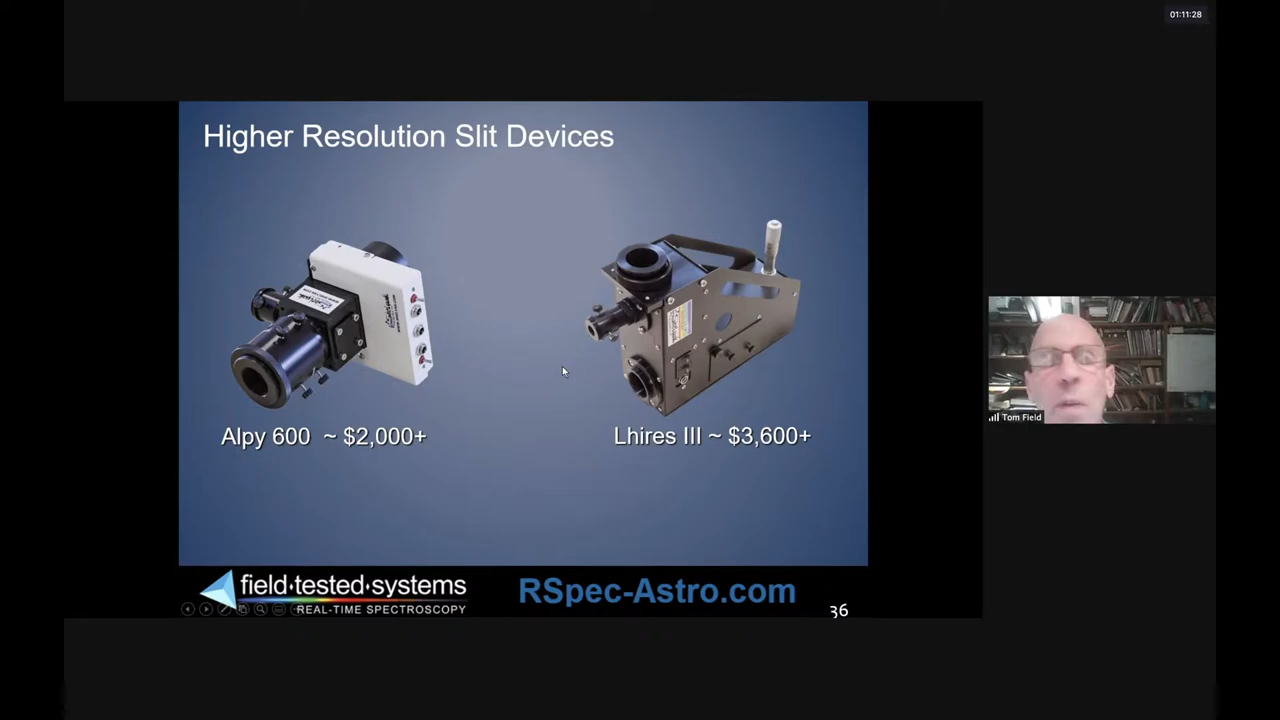 01:11:28
Higher Resolution Slit Devices
Alpy 600 ~ $2,000+
Lhires III ~ $3,600+
Tom Field
field·tested·systems
REAL-TIME SPECTROSCOPY
RSpec-Astro.com
36